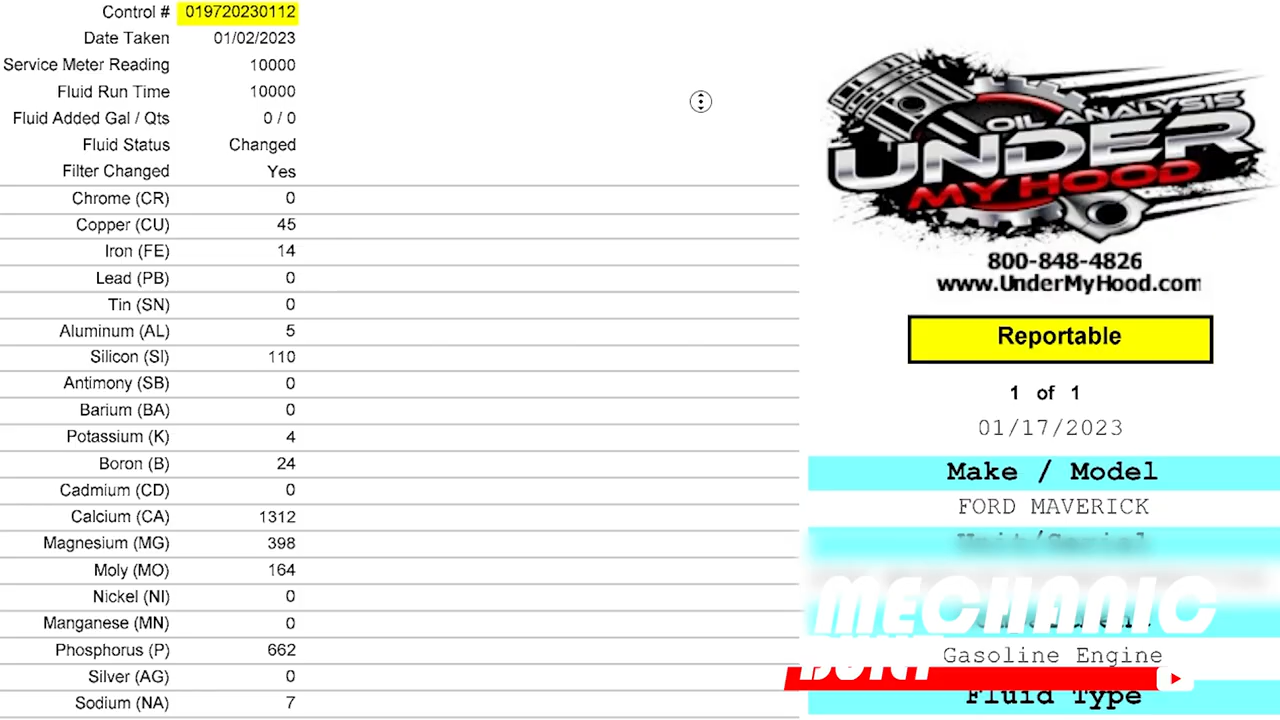 Control # 019720230112
Date Taken 01/02/2023
Service Meter Reading 10000
Fluid Run Time 10000
Fluid Added Gal / Qts 0 / 0
Fluid Status Changed
Filter Changed Yes
Chrome (CR) 0
Copper (CU) 45
Iron (FE) 14
Lead (PB) 0
Tin (SN) 0
Aluminum (AL) 5
Silicon (SI) 110
Antimony (SB) 0
Barium (BA) 0
Potassium (K) 4
Boron (B) 24
Cadmium (CD) 0
Calcium (CA) 1312
Magnesium (MG) 398
Moly (MO) 164
Nickel (NI) 0
Manganese (MN) 0
Phosphorus (P) 662
Silver (AG) 0
Sodium (NA) 7
OIL ANALYSIS
UNDER
MY HOOD
800-848-4826
www.UnderMyHood.com
Reportable
1 of 1
01/17/2023
Make / Model
FORD MAVERICK
Unit/Serial
MECHANIC
Gasoline Engine
Fluid Type